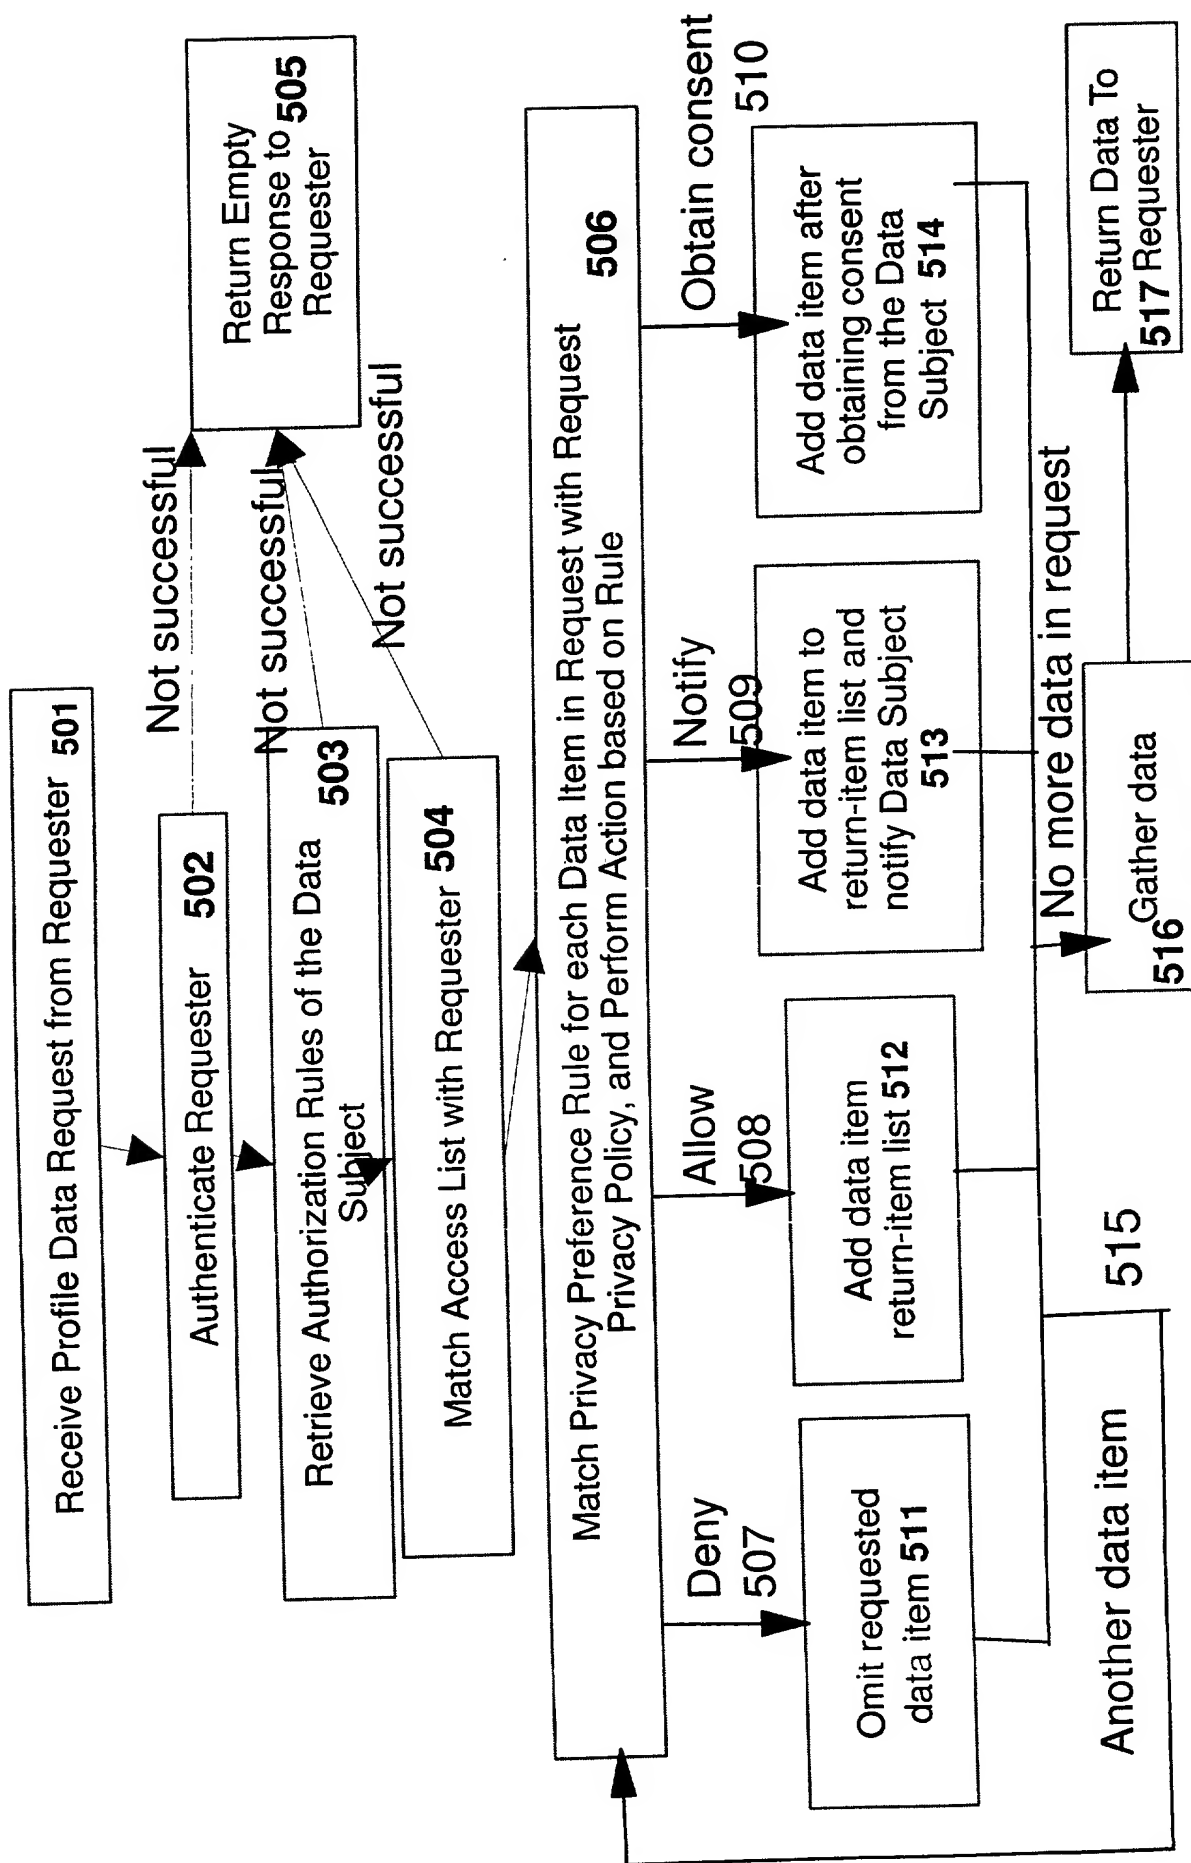 Receive Profile Data Request from Requester 501
Not successful
Authenticate Requester 502
Return Empty
Response to 505
Requester
Not successful
Retrieve Authorization Rules of the Data
Subject
503
Not successful
Match Access List with Requester 504
Match Privacy Preference Rule for each Data Item in Request with Request
Privacy Policy, and Perform Action based on Rule
506
Deny
507
Allow
508
Notify
509
Obtain consent
510
Omit requested
data item 511
Add data item
return-item list 512
Add data item to
return-item list and
notify Data Subject
513
Add data item after
obtaining consent
from the Data
Subject 514
Another data item
515
No more data in request
Gather data
516
Return Data To
517 Requester